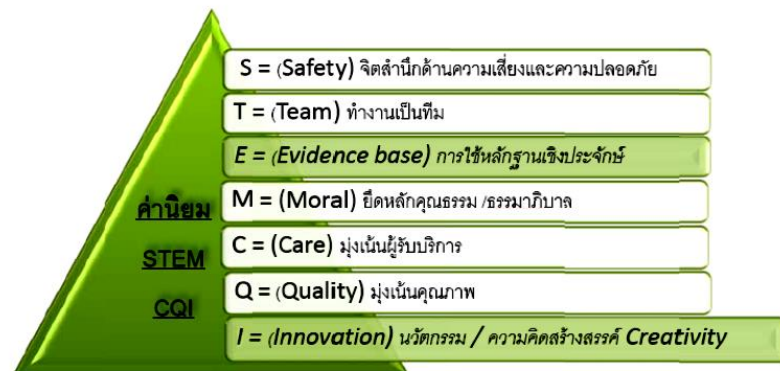 S = (Safety) จิตสำนึกด้านความเสี่ยงและความปลอดภัย
T = (Team) ทำงานเป็นทีม
E = (Evidence base) การใช้หลักฐานเชิงประจักษ์
M = (Moral) ยึดหลักคุณธรรม /ธรรมาภิบาล
C = (Care) มุ่งเน้นผู้รับบริการ
Q = (Quality) มุ่งเน้นคุณภาพ
I = (Innovation) นวัตกรรม / ความคิดสร้างสรรค์ Creativity
ค่านิยม
STEM
CQI